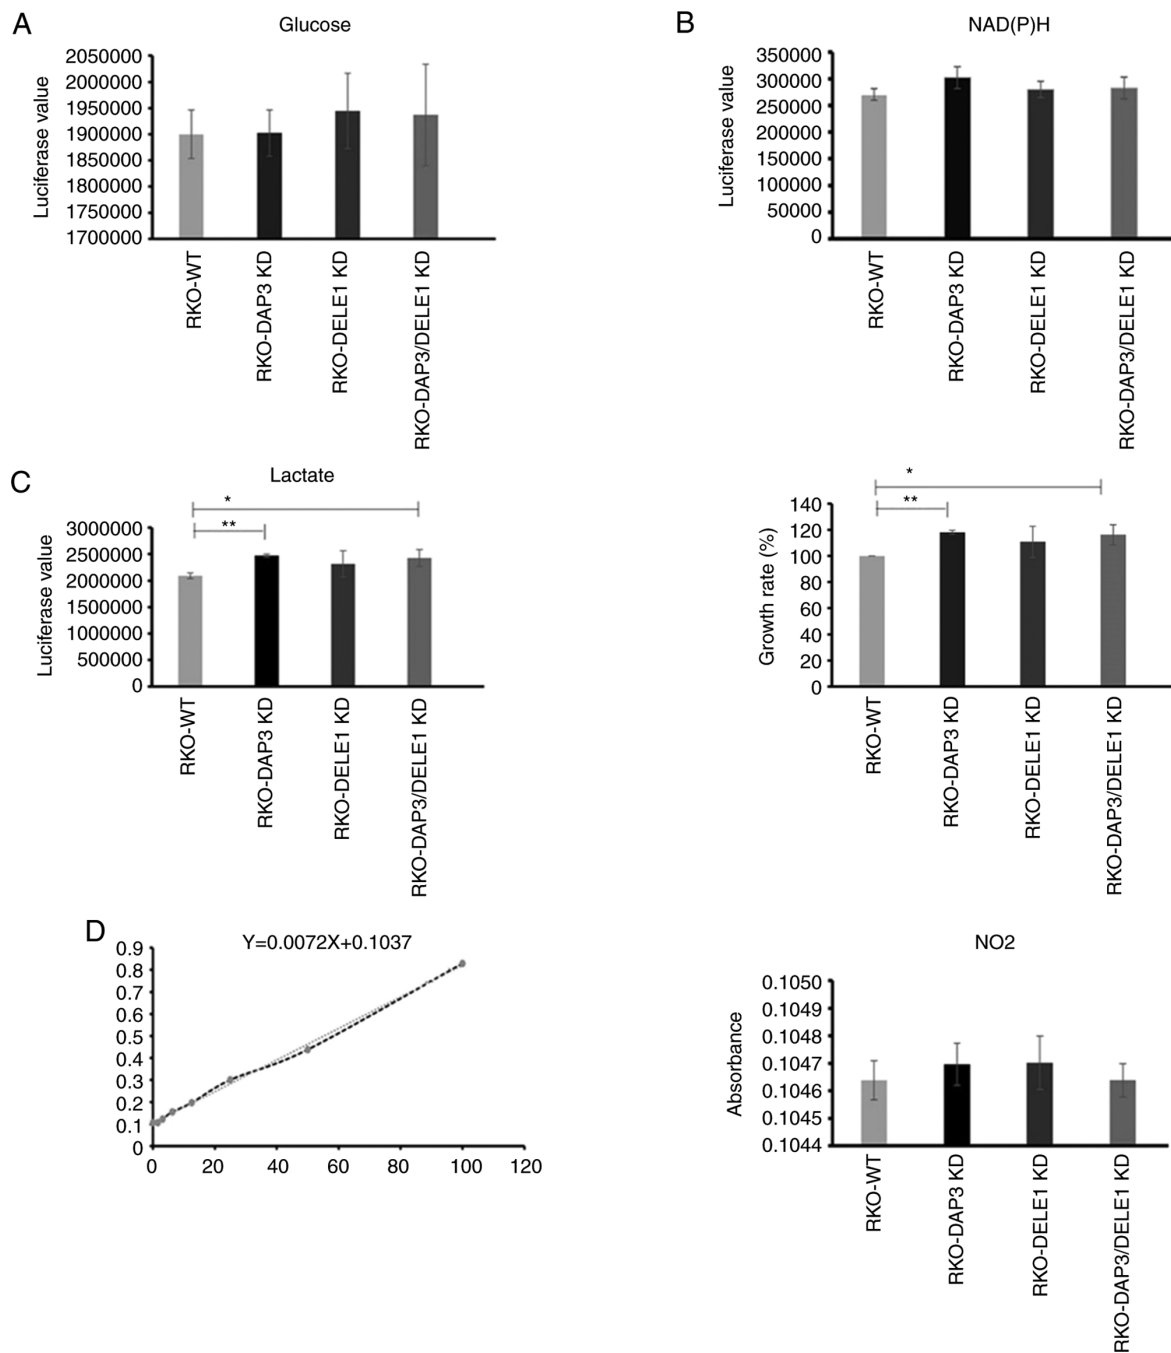 A
Glucose
Luciferase value
2050000
2000000
1950000
1900000
1850000
1800000
1750000
1700000
RKO-WT
RKO-DAP3 KD
RKO-DELE1 KD
RKO-DAP3/DELE1 KD
B
NAD(P)H
Luciferase value
350000
300000
250000
200000
150000
100000
50000
0
RKO-WT
RKO-DAP3 KD
RKO-DELE1 KD
RKO-DAP3/DELE1 KD
C
Lactate
*
**
Luciferase value
3000000
2500000
2000000
1500000
1000000
500000
0
RKO-WT
RKO-DAP3 KD
RKO-DELE1 KD
RKO-DAP3/DELE1 KD
*
**
Growth rate (%)
140
120
100
80
60
40
20
0
RKO-WT
RKO-DAP3 KD
RKO-DELE1 KD
RKO-DAP3/DELE1 KD
D
Y=0.0072X+0.1037
0.9
0.8
0.7
0.6
0.5
0.4
0.3
0.2
0.1
0
0 20 40 60 80 100 120
NO2
Absorbance
0.1050
0.1049
0.1048
0.1047
0.1046
0.1045
0.1044
RKO-WT
RKO-DAP3 KD
RKO-DELE1 KD
RKO-DAP3/DELE1 KD